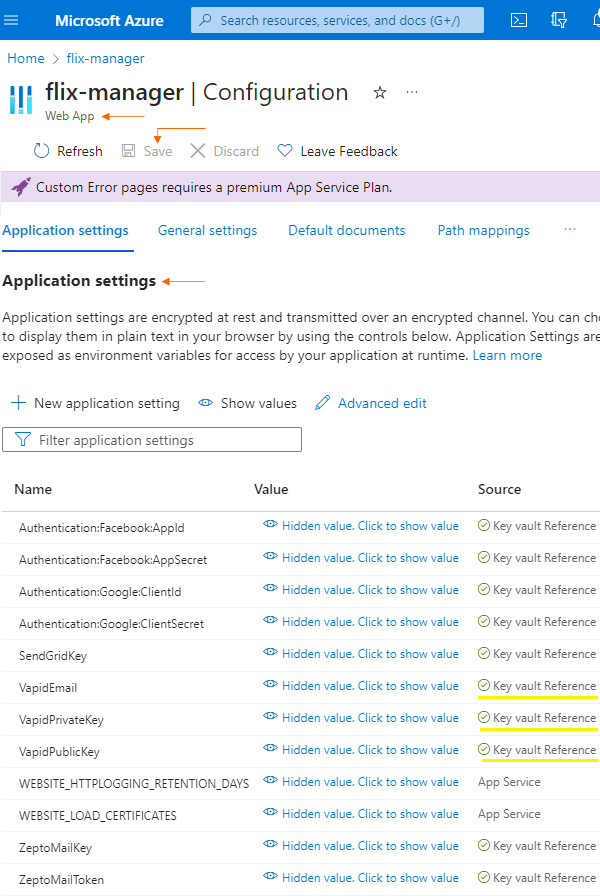 Microsoft Azure
Search resources, services, and docs (G+/)
Home > flix-manager
flix-manager | Configuration
Web App
Refresh Save Discard Leave Feedback
Custom Error pages requires a premium App Service Plan.
Application settings General settings Default documents Path mappings ...
Application settings
Application settings are encrypted at rest and transmitted over an encrypted channel. You can cho
to display them in plain text in your browser by using the controls below. Application Settings are
exposed as environment variables for access by your application at runtime. Learn more
New application setting Show values Advanced edit
Filter application settings
Name Value Source
Authentication:Facebook:AppId Hidden value. Click to show value Key vault Reference
Authentication:Facebook:AppSecret Hidden value. Click to show value Key vault Reference
Authentication:Google:ClientId Hidden value. Click to show value Key vault Reference
Authentication:Google:ClientSecret Hidden value. Click to show value Key vault Reference
SendGridKey Hidden value. Click to show value Key vault Reference
VapidEmail Hidden value. Click to show value Key vault Reference
VapidPrivateKey Hidden value. Click to show value Key vault Reference
VapidPublicKey Hidden value. Click to show value Key vault Reference
WEBSITE_HTTPLOGGING_RETENTION_DAYS Hidden value. Click to show value App Service
WEBSITE_LOAD_CERTIFICATES Hidden value. Click to show value App Service
ZeptoMailKey Hidden value. Click to show value Key vault Reference
ZeptoMailToken Hidden value. Click to show value Key vault Reference